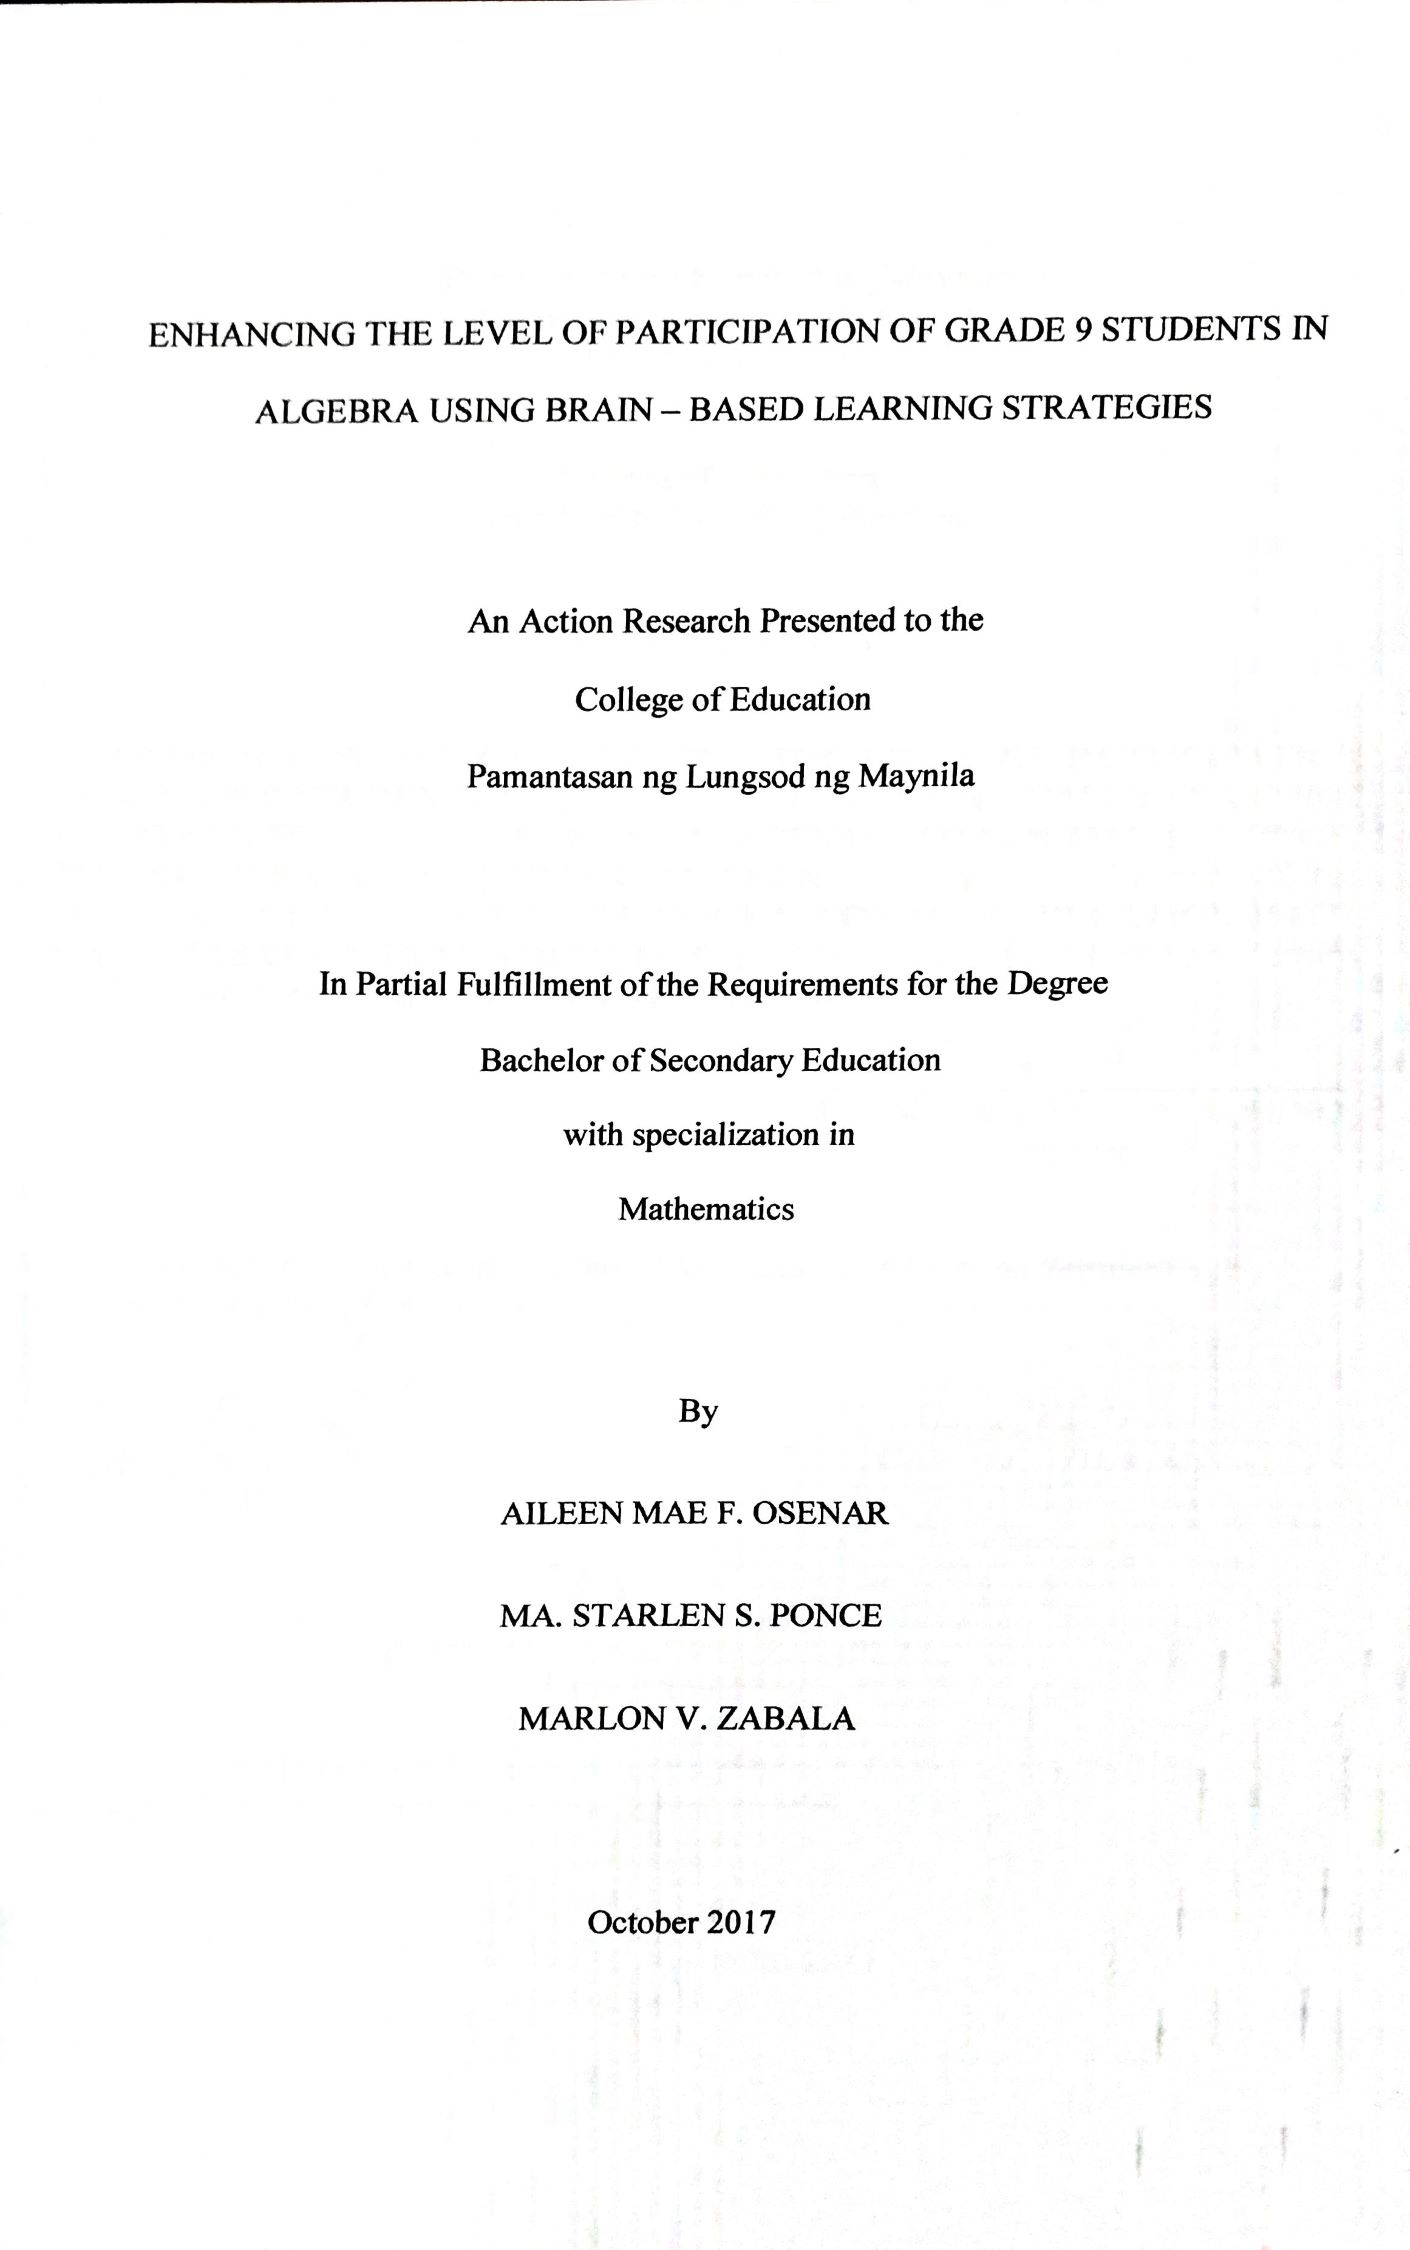 ENHANCING THE LEVEL OF PARTICIPATION OF GRADE 9 STUDENTS IN
ALGEBRA USING BRAIN – BASED LEARNING STRATEGIES
An Action Research Presented to the
College of Education
Pamantasan ng Lungsod ng Maynila
In Partial Fulfillment of the Requirements for the Degree
Bachelor of Secondary Education
with specialization in
Mathematics
By
AILEEN MAE F. OSENAR
MA. STARLEN S. PONCE
MARLON V. ZABALA
October 2017